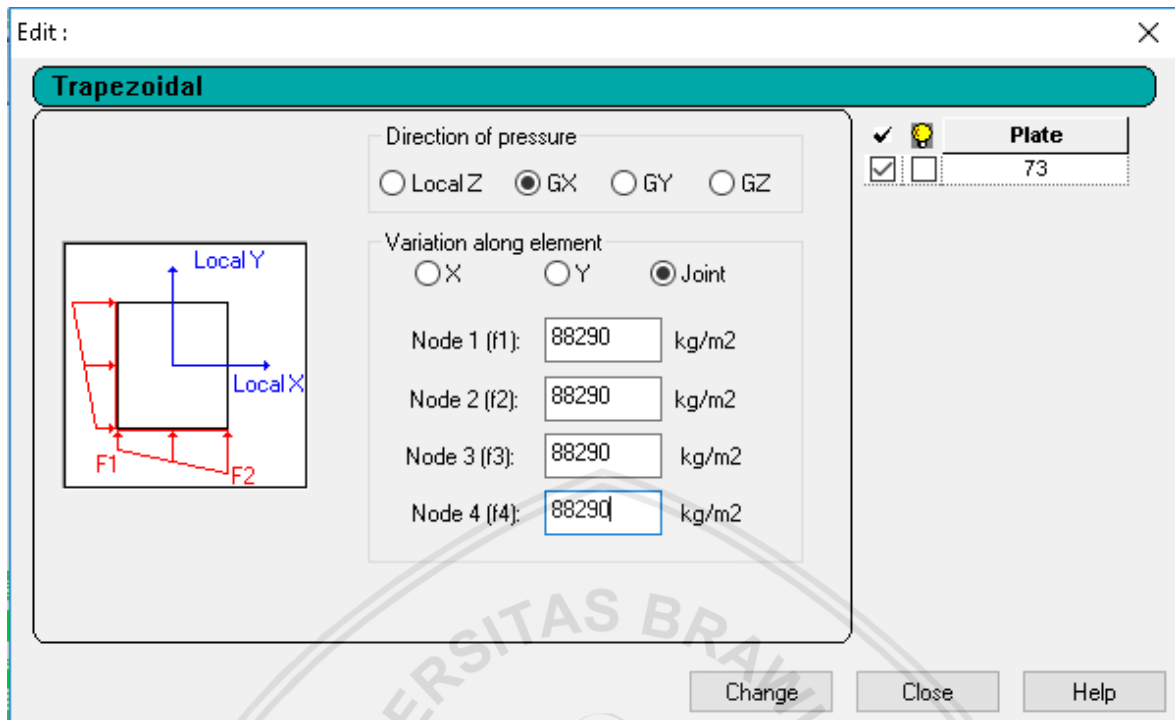 Edit :
Trapezoidal
Direction of pressure
Local Z GX GY GZ
Plate
73
Variation along element
X Y Joint
Local Y
Local X
F1
F2
Node 1 (f1): 88290 kg/m2
Node 2 (f2): 88290 kg/m2
Node 3 (f3): 88290 kg/m2
Node 4 (f4): 88290 kg/m2
ERSITAS BRAW
Change Close Help